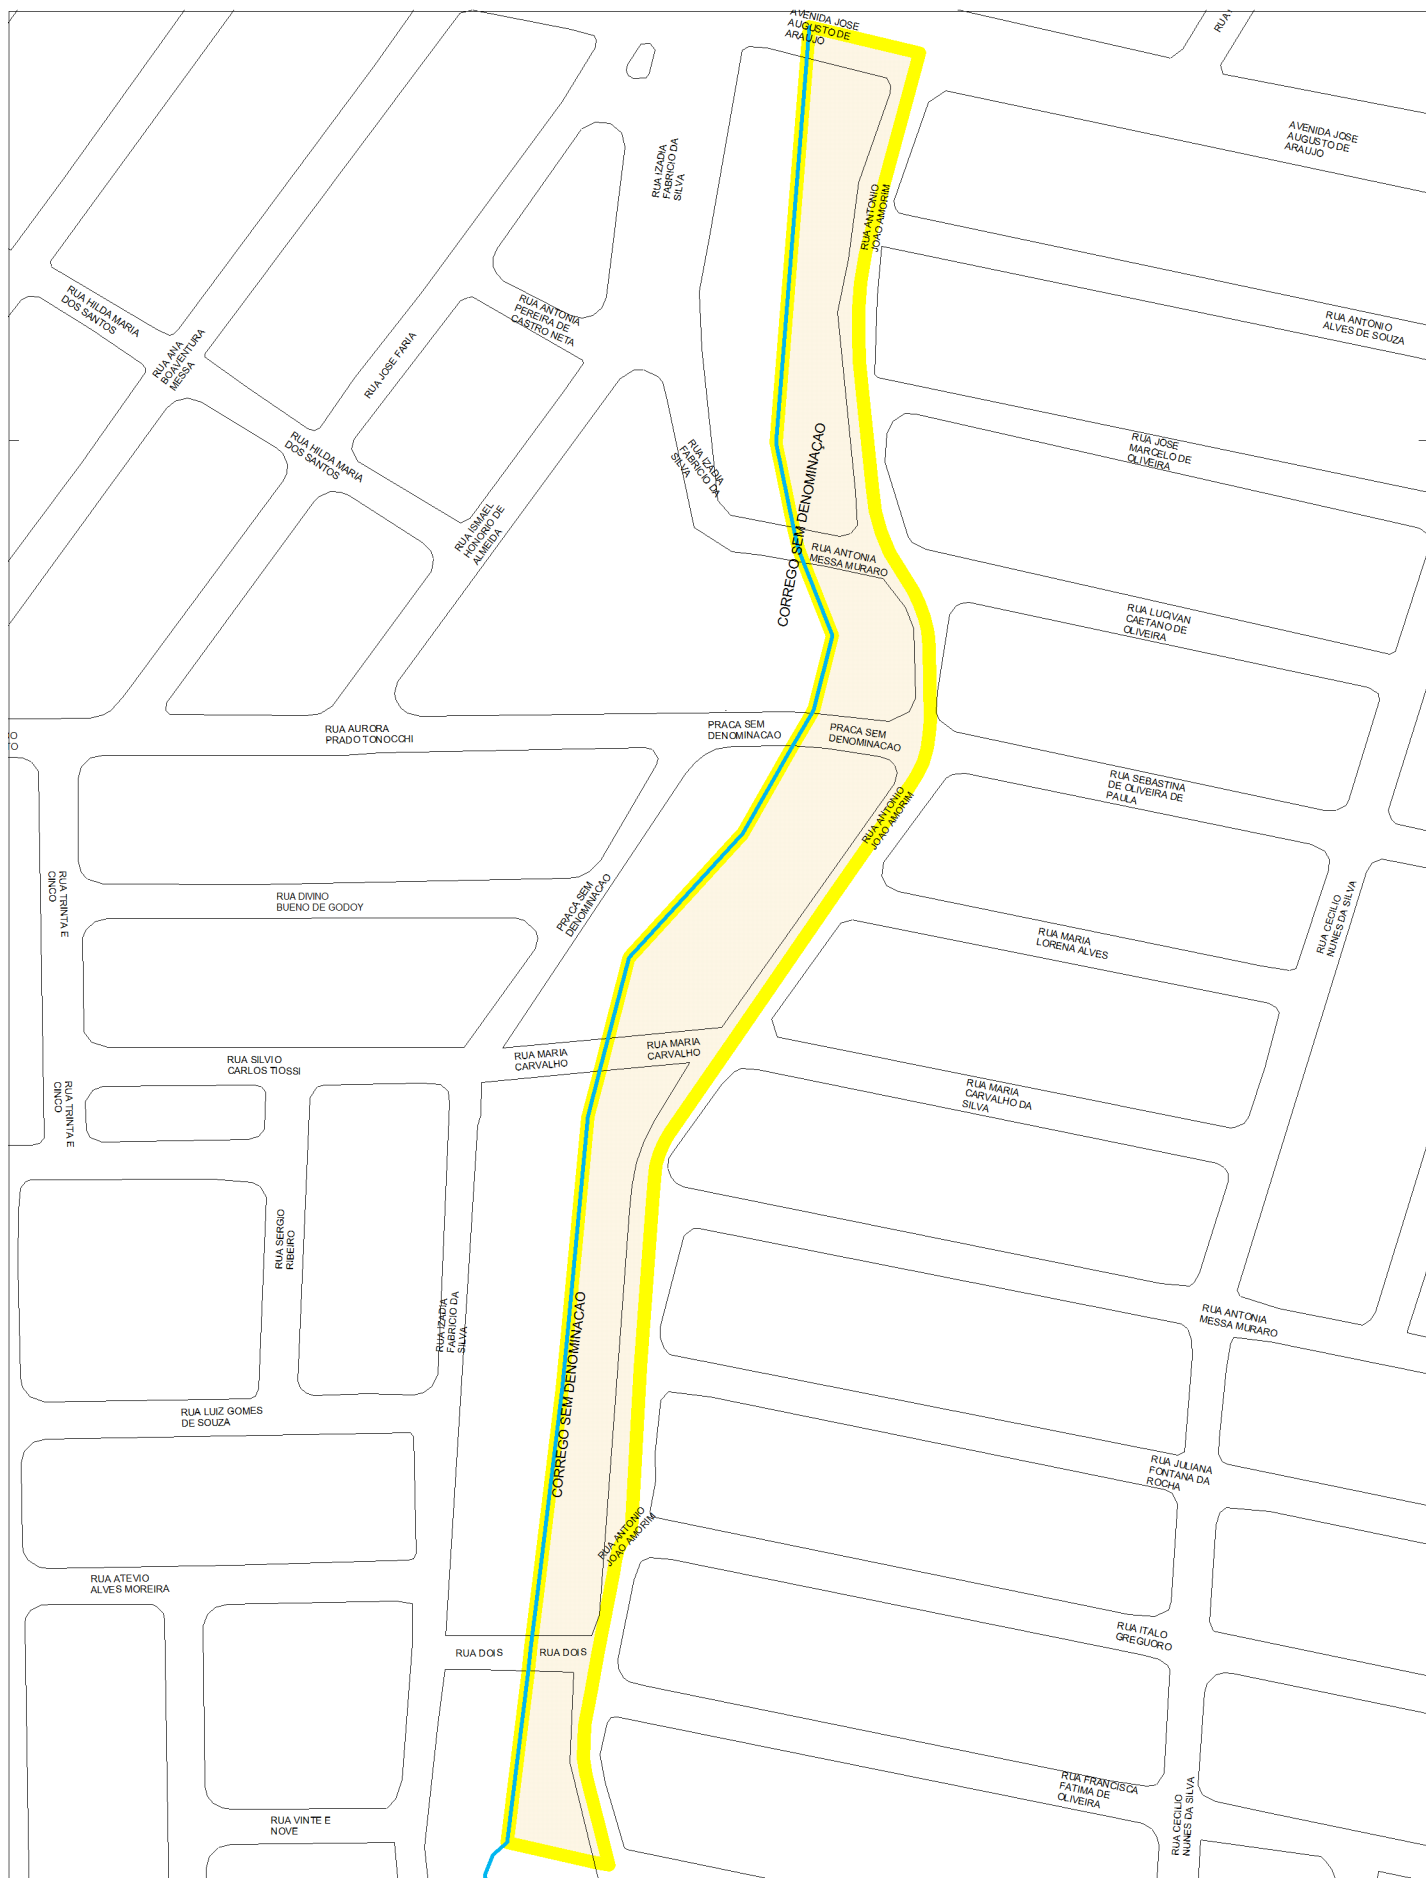 AVENIDA JOSE
AUGUSTO DE
ARAUJO
AVENIDA JOSE
AUGUSTO DE
ARAUJO
RUA IZADIA
FABRICIO DA
SILVA
RUA ANTONIO
JOAO AMORIM
RUA HILDA MARIA
DOS SANTOS
RUA ANA
BOAVENTURA
MESSA
RUA JOSE FARIA
RUA ANTONIA
PEREIRA DE
CASTRO NETA
RUA ANTONIO
ALVES DE SOUZA
RUA HILDA MARIA
DOS SANTOS
RUA IZADIA
FABRICIO DA
SILVA
RUA JOSE
MARCELO DE
OLIVEIRA
RUA ISMAEL
HONORIO DE
ALMEIDA
CORREGO SEM DENOMINAÇAO
RUA ANTONIA
MESSA MURARO
RUA LUCIVAN
CAETANO DE
OLIVEIRA
RUA AURORA
PRADO TONOCCHI
PRACA SEM
DENOMINACAO
PRACA SEM
DENOMINACAO
RUA SEBASTINA
DE OLIVEIRA DE
PAULA
RUA ANTONIO
JOAO AMORIM
RUA TRINTA E
CINCO
RUA DIVINO
BUENO DE GODOY
PRACA SEM
DENOMINACAO
RUA MARIA
LORENA ALVES
RUA CECILIO
NUNES DA SILVA
RUA SILVIO
CARLOS TIOSSI
RUA MARIA
CARVALHO
RUA MARIA
CARVALHO
RUA TRINTA E
CINCO
RUA MARIA
CARVALHO DA
SILVA
RUA SERGIO
RIBEIRO
RUA IZADIA
FABRICIO DA
SILVA
CORREGO SEM DENOMINACAO
RUA ANTONIA
MESSA MURARO
RUA LUIZ GOMES
DE SOUZA
RUA JULIANA
FONTANA DA
ROCHA
RUA ANTONIO
JOAO AMORIM
RUA ATEVIO
ALVES MOREIRA
RUA DOIS
RUA DOIS
RUA ITALO
GREGUORO
RUA FRANCISCA
FATIMA DE
OLIVEIRA
RUA CECILIO
NUNES DA SILVA
RUA VINTE E
NOVE